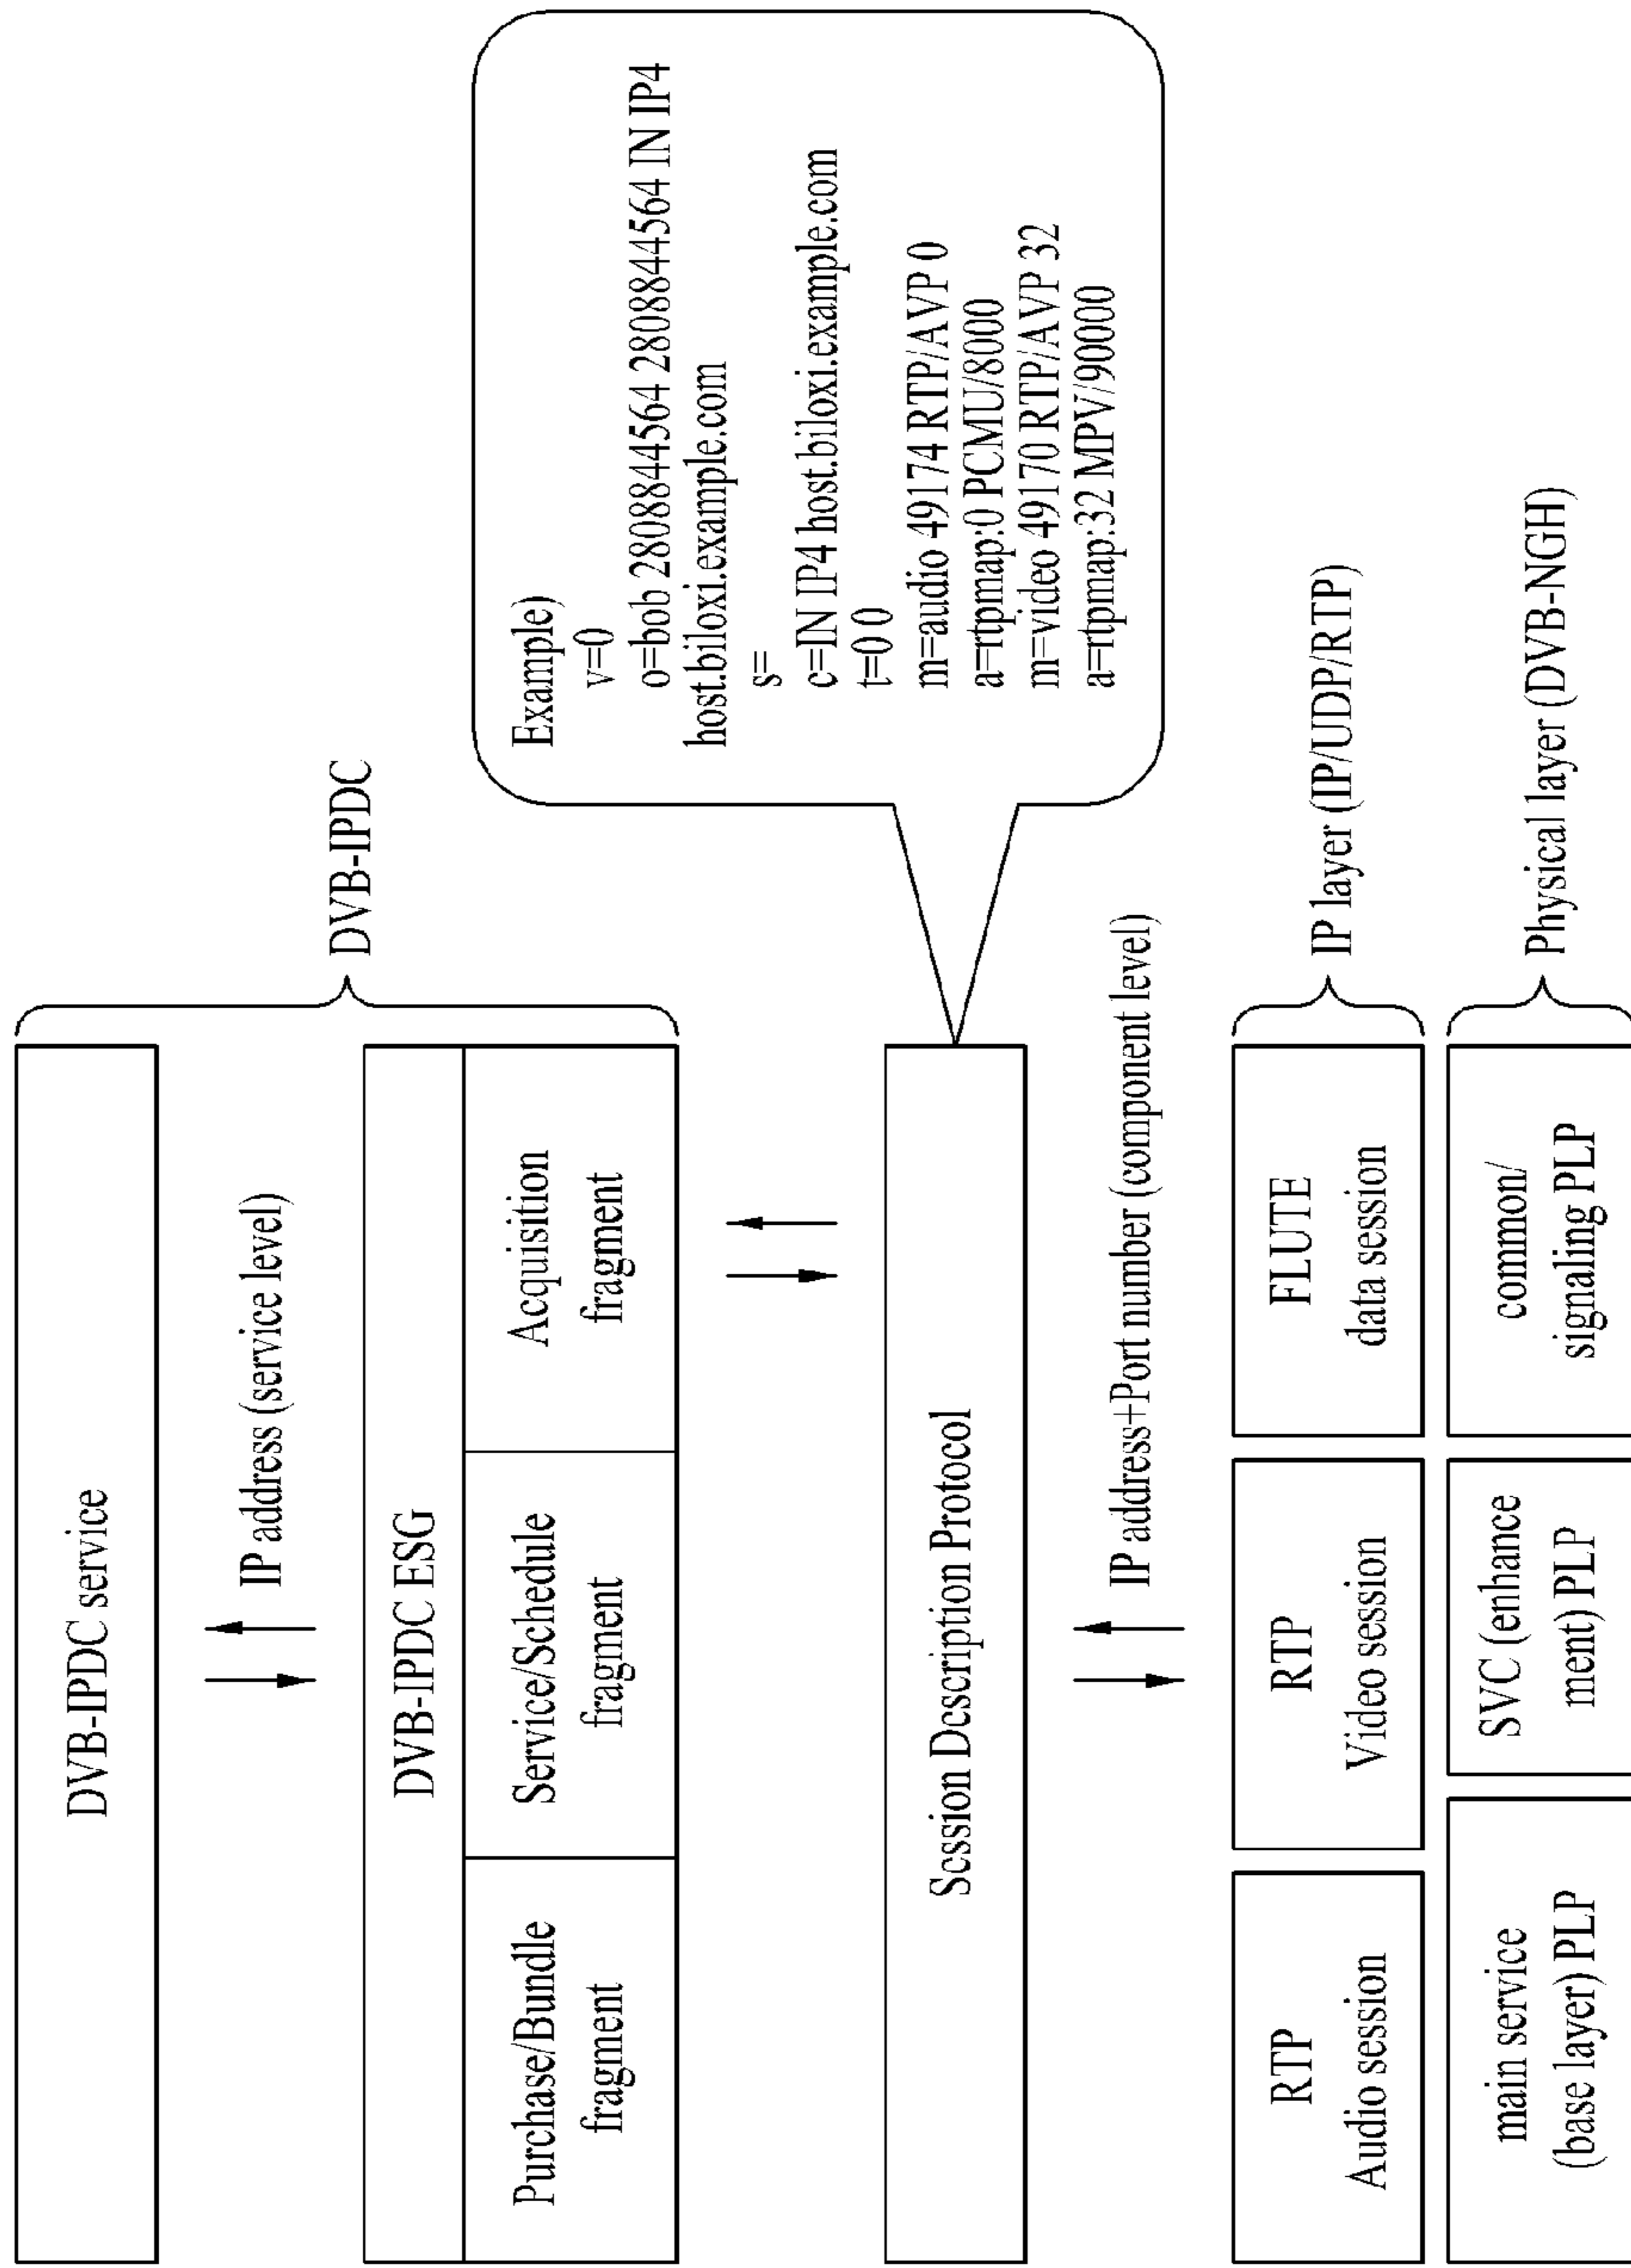 DVB-IPDC service
IP address (service level)
DVB-IPDC ESG
Purchase/Bundle
fragment
Service/Schedule
fragment
Acquisition
fragment
DVB-IPDC
Session Description Protocol
Example)
v=0
o=bob 2808844564 2808844564 IN IP4
host.biloxi.example.com
s=
c=IN IP4 host.biloxi.example.com
t=0 0
m=audio 49174 RTP/AVP 0
a=rtpmap:0 PCMU/8000
m=video 49170 RTP/AVP 32
a=rtpmap:32 MPV/90000
IP address+Port number (component level)
RTP
Audio session
RTP
Video session
FLUTE
data session
IP layer (IP/UDP/RTP)
main service
(base layer) PLP
SVC (enhance
ment) PLP
common/
signaling PLP
Physical layer (DVB-NGH)